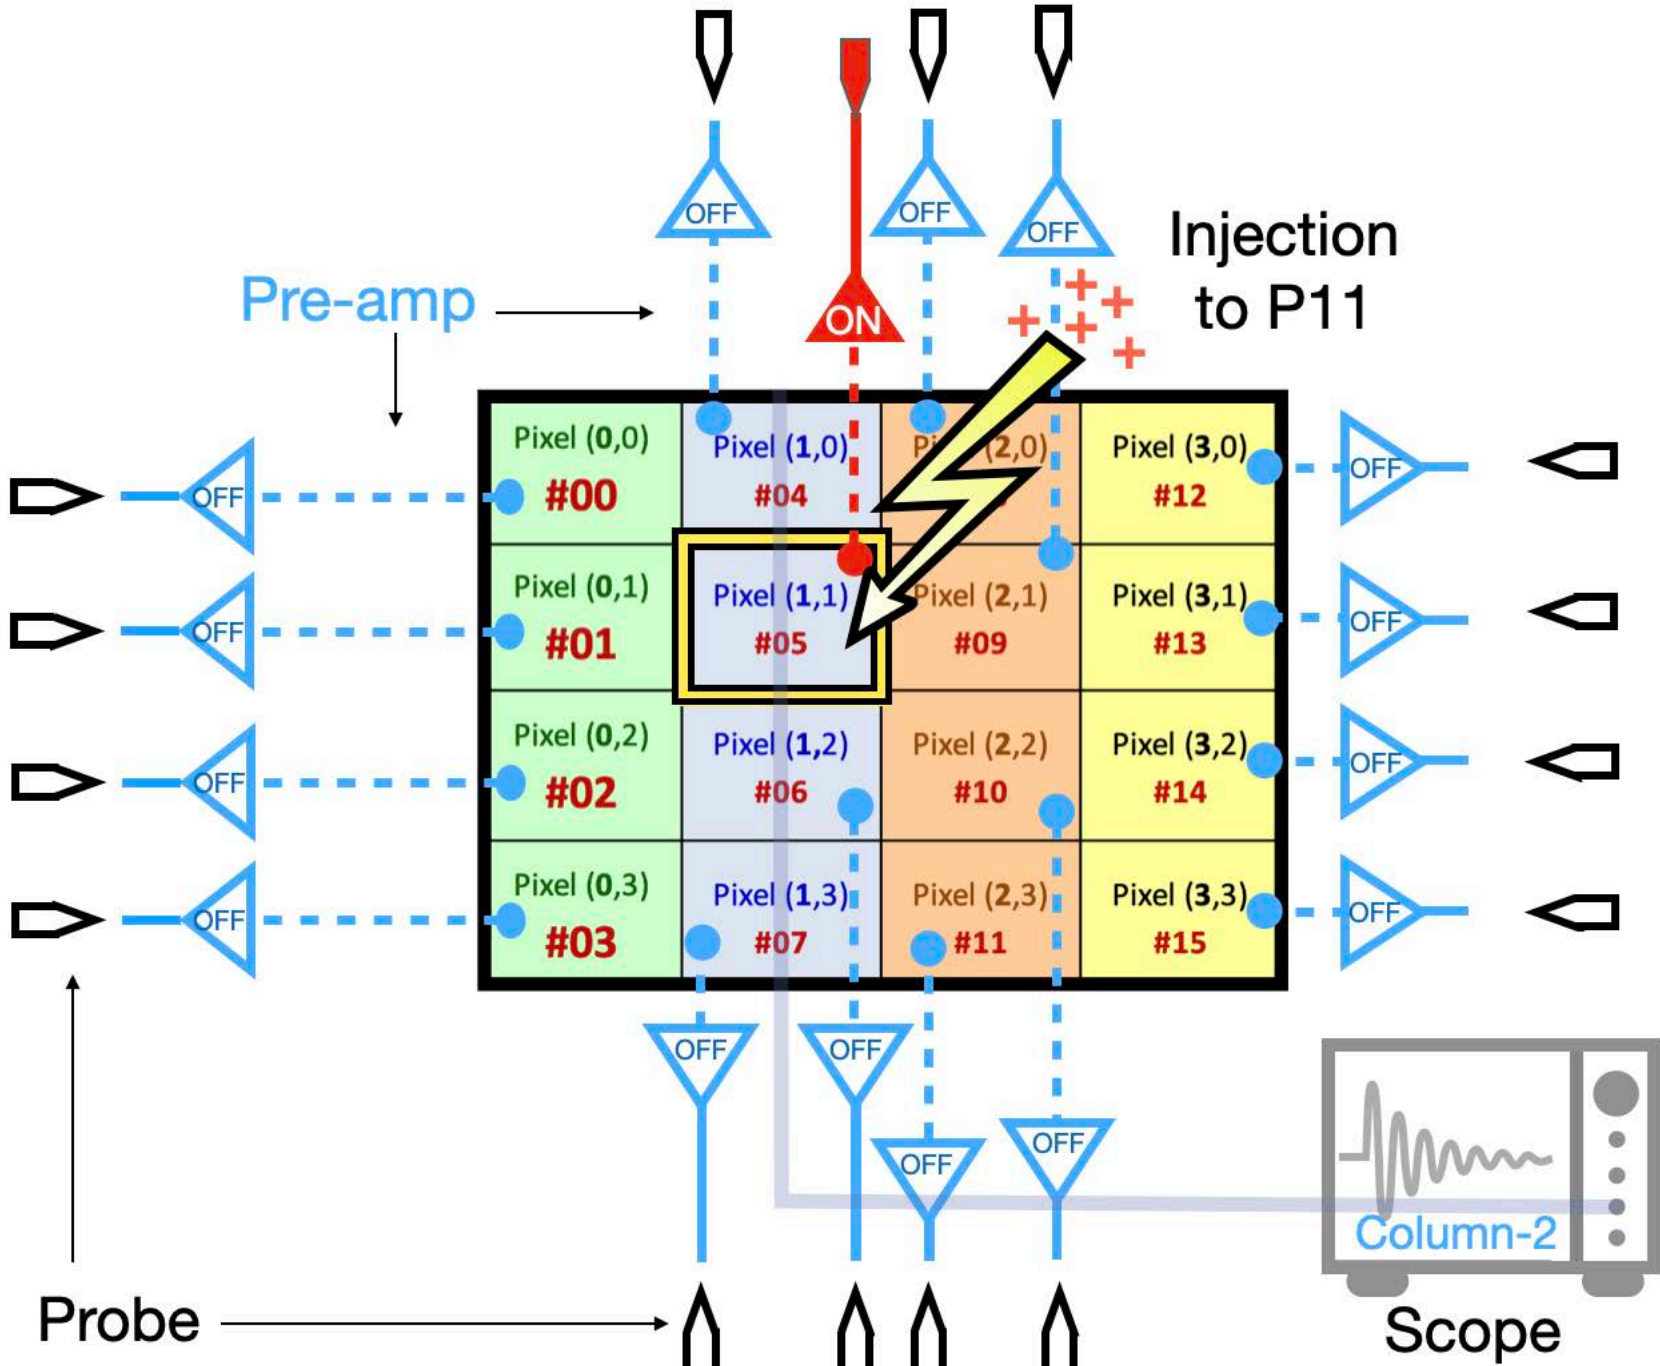 OFF
OFF
OFF
Injection
to P11
Pre-amp
ON
Pixel (0,0)
#00
Pixel (1,0)
#04
(2,0)
Pixel (3,0)
#12
OFF
OFF
Pixel (0,1)
#01
Pixel (1,1)
#05
Pixel (2,1)
#09
Pixel (3,1)
#13
OFF
OFF
Pixel (0,2)
#02
Pixel (1,2)
#06
Pixel (2,2)
#10
Pixel (3,2)
#14
OFF
OFF
Pixel (0,3)
#03
Pixel (1,3)
#07
Pixel (2,3)
#11
Pixel (3,3)
#15
OFF
OFF
OFF
OFF
OFF
OFF
Column-2
Probe
Scope